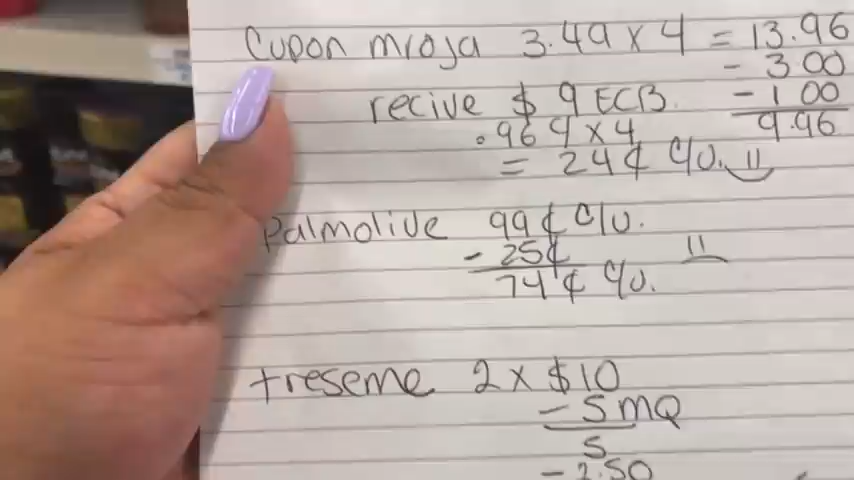 Cupon mroja 3.49 x 4 = 13.96
- 3.00
recive $ 9 ECB. - 1.00
9.96
.96 9 x 4
= 24¢ c/u.
palmolive 99¢ c/u.
- 25¢
74¢ c/u.
treseme 2 x $10
- 5 MQ
5
- 2.50